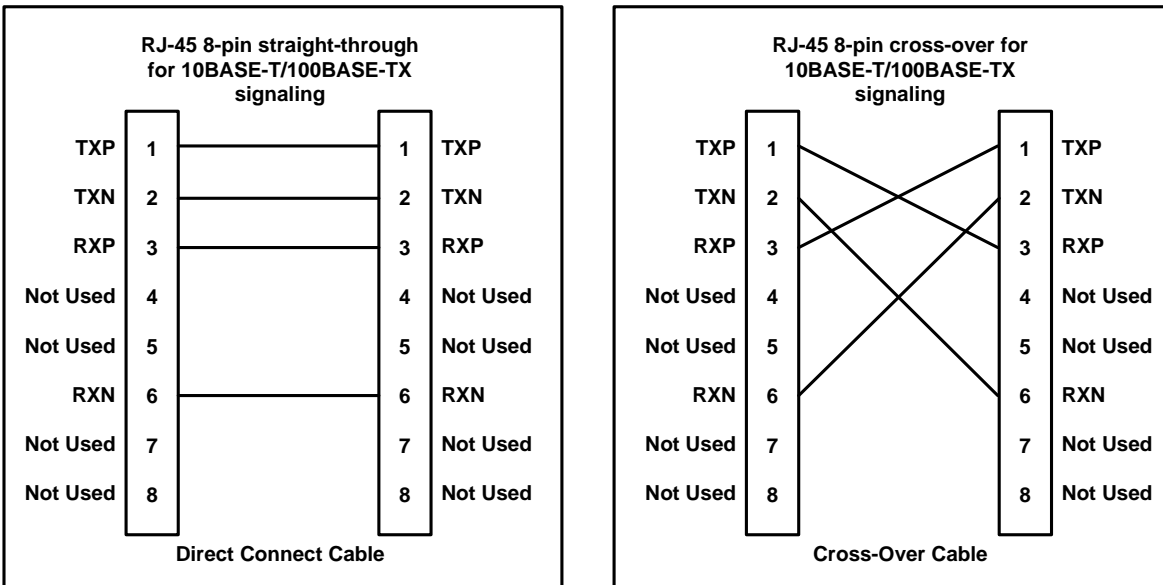 RJ-45 8-pin straight-through
for 10BASE-T/100BASE-TX
signaling
TXP 1 1 TXP
TXN 2 2 TXN
RXP 3 3 RXP
Not Used 4 4 Not Used
Not Used 5 5 Not Used
RXN 6 6 RXN
Not Used 7 7 Not Used
Not Used 8 8 Not Used
Direct Connect Cable
RJ-45 8-pin cross-over for
10BASE-T/100BASE-TX
signaling
TXP 1 1 TXP
TXN 2 2 TXN
RXP 3 3 RXP
Not Used 4 4 Not Used
Not Used 5 5 Not Used
RXN 6 6 RXN
Not Used 7 7 Not Used
Not Used 8 8 Not Used
Cross-Over Cable